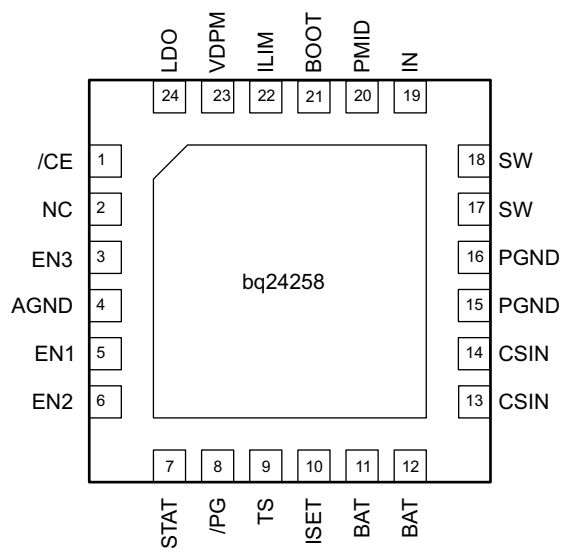 LDO
VDPM
ILIM
BOOT
PMID
IN
24
23
22
21
20
19
/CE 1
18 SW
NC 2
17 SW
EN3 3
16 PGND
bq24258
AGND 4
15 PGND
EN1 5
14 CSIN
EN2 6
13 CSIN
7
8
9
10
11
12
STAT
/PG
TS
ISET
BAT
BAT